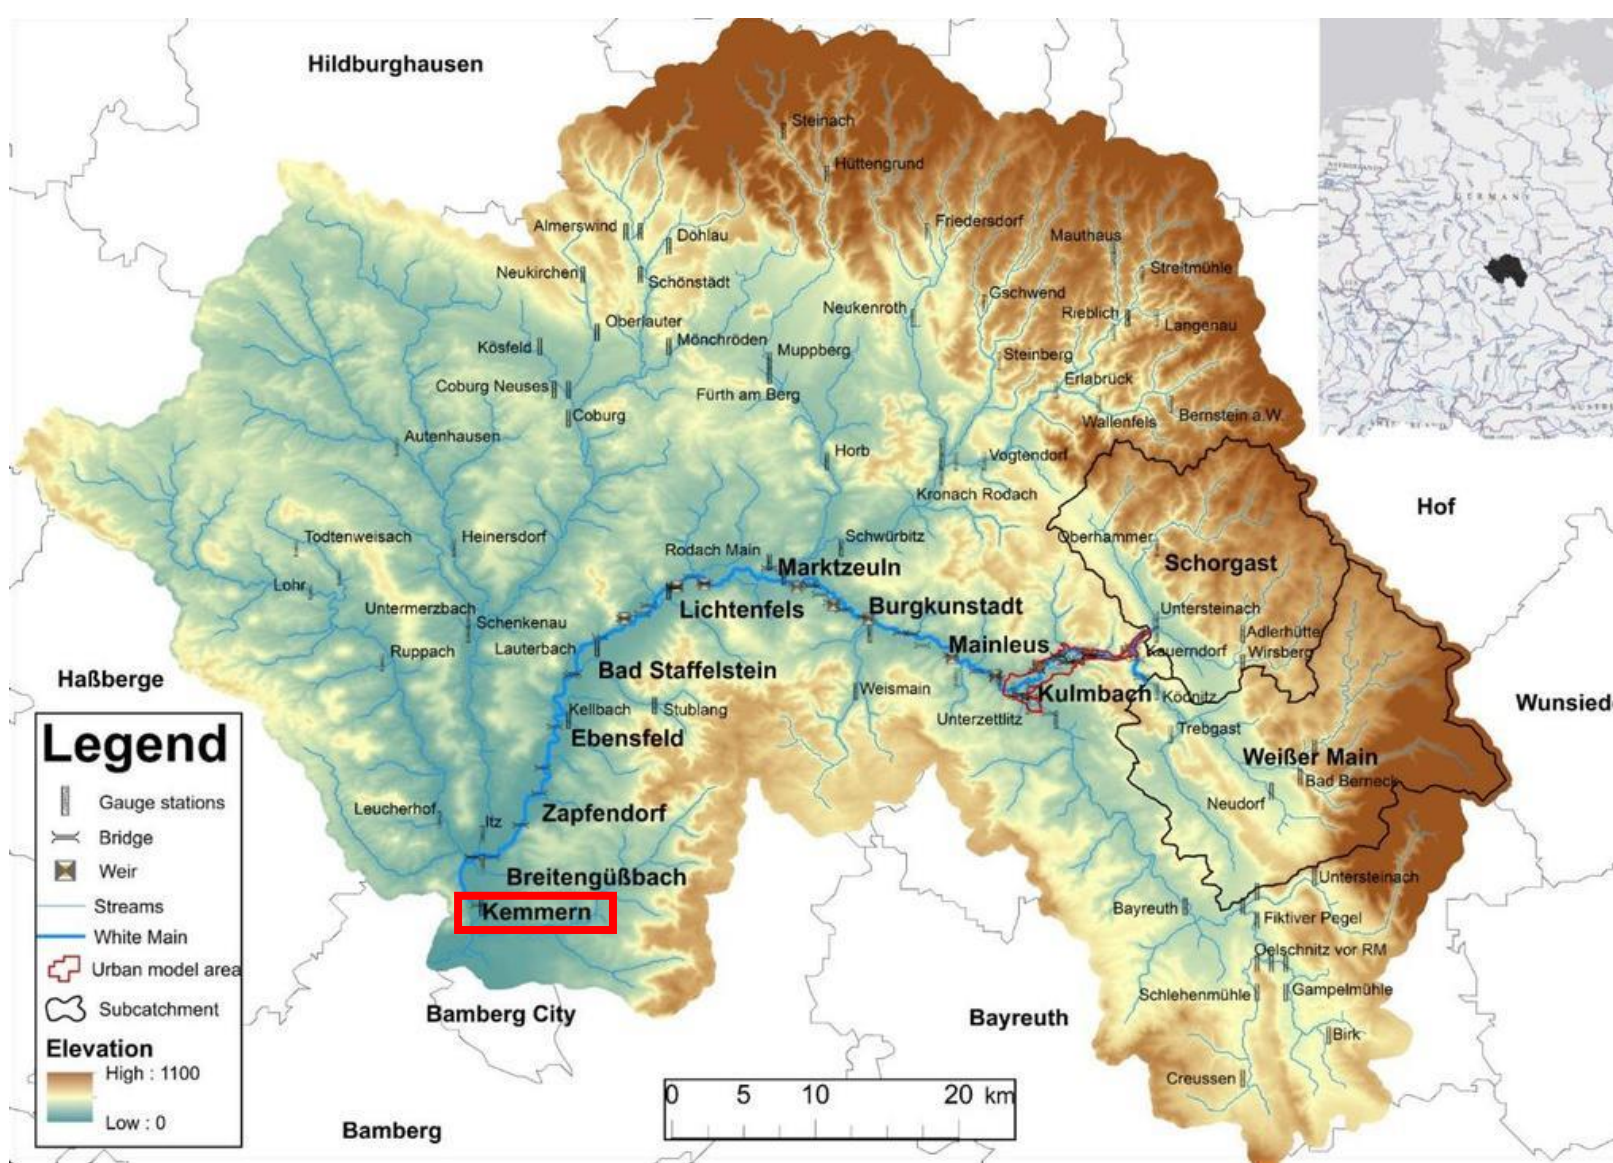 Hildburghausen
Steinach
Hüttengrund
Almerswind
Döhlau
Friedersdorf
Mauthaus
Neukirchen
Schönstädt
Streitmühle
GERMANY
Gschwend
Neukenroth
Rieblich
Langenau
Oberlauter
Kösfeld
Mönchröden
Muppberg
Steinberg
Coburg Neuses
Fürth am Berg
Erlabrück
Coburg
Wallenfels
Bernstein a.W.
Autenhausen
Horb
Vogtendorf
Kronach Rodach
Hof
Todtenweisach
Heinersdorf
Schwürbitz
Oberhammer
Rodach Main
Marktzeuln
Schorgast
Lohr
Untermerzbach
Schenkenau
Lichtenfels
Burgkunstadt
Untersteinach
Adlerhütte
Ruppach
Lauterbach
Mainleus
Kauerndorf
Wirsberg
Haßberge
Bad Staffelstein
Weismain
Kulmbach
Ködnitz
Wunsied
Kellbach
Stublang
Unterzettlitz
Trebgast
Ebensfeld
Weißer Main
Bad Berneck
Neudorf
Leucherhof
Itz
Zapfendorf
Breitengüßbach
Untersteinach
Kemmern
Bayreuth
Fiktiver Pegel
Oelschnitz vor RM
Schlehenmühle
Gampelmühle
Bamberg City
Bayreuth
Birk
Creussen
Bamberg
Legend
Gauge stations
Bridge
Weir
Streams
White Main
Urban model area
Subcatchment
Elevation
High : 1100
Low : 0
0 5 10 20 km